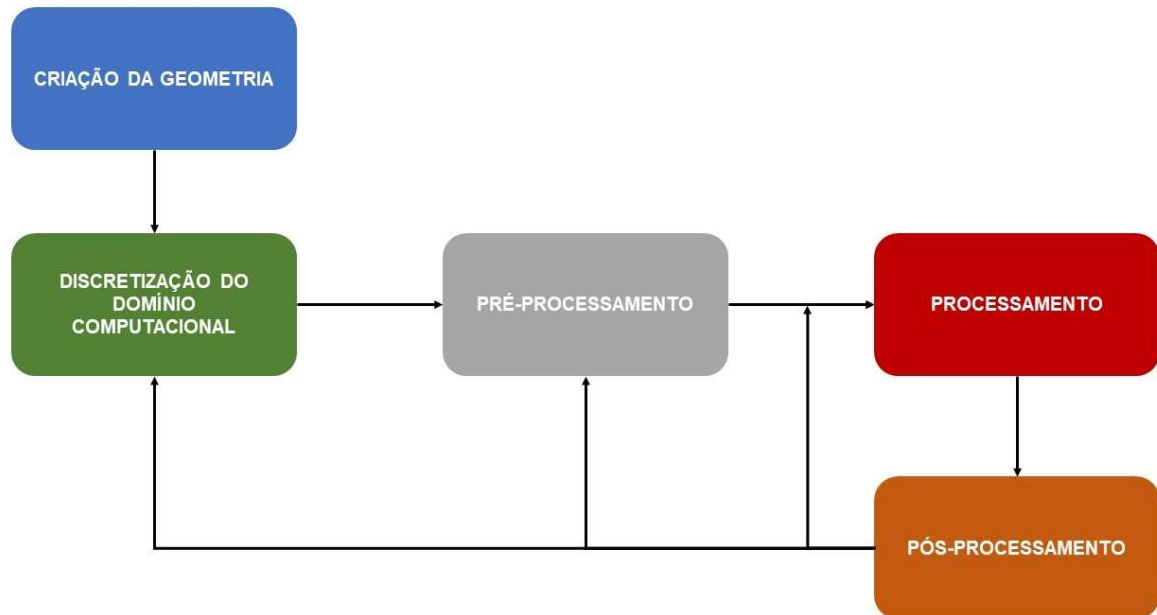 CRIAÇÃO DA GEOMETRIA
DISCRETIZAÇÃO DO
DOMÍNIO
COMPUTACIONAL
PRÉ-PROCESSAMENTO
PROCESSAMENTO
PÓS-PROCESSAMENTO